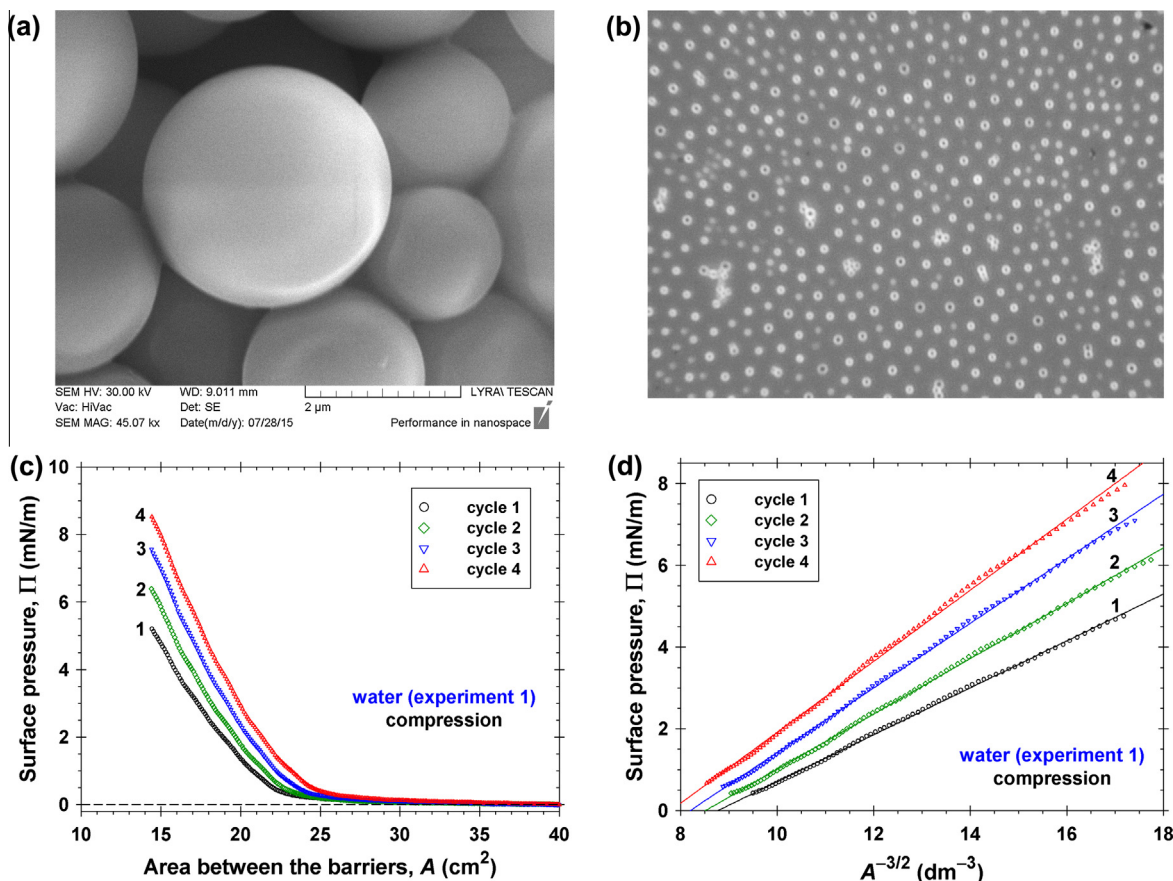 (a)
(b)
SEM HV: 30.00 kV WD: 9.011 mm LYRA\ TESCAN
Vac: HiVac Det: SE 2 µm
SEM MAG: 45.07 kx Date(m/d/y): 07/28/15 Performance in nanospace
(c)
10
8
6
4
2
0
Surface pressure, Π (mN/m)
cycle 1
cycle 2
cycle 3
cycle 4
4
3
2
1
water (experiment 1)
compression
10 15 20 25 30 35 40
Area between the barriers, A (cm²)
(d)
8
6
4
2
0
Surface pressure, Π (mN/m)
cycle 1
cycle 2
cycle 3
cycle 4
4
3
2
1
water (experiment 1)
compression
8 10 12 14 16 18
A⁻³/² (dm⁻³)